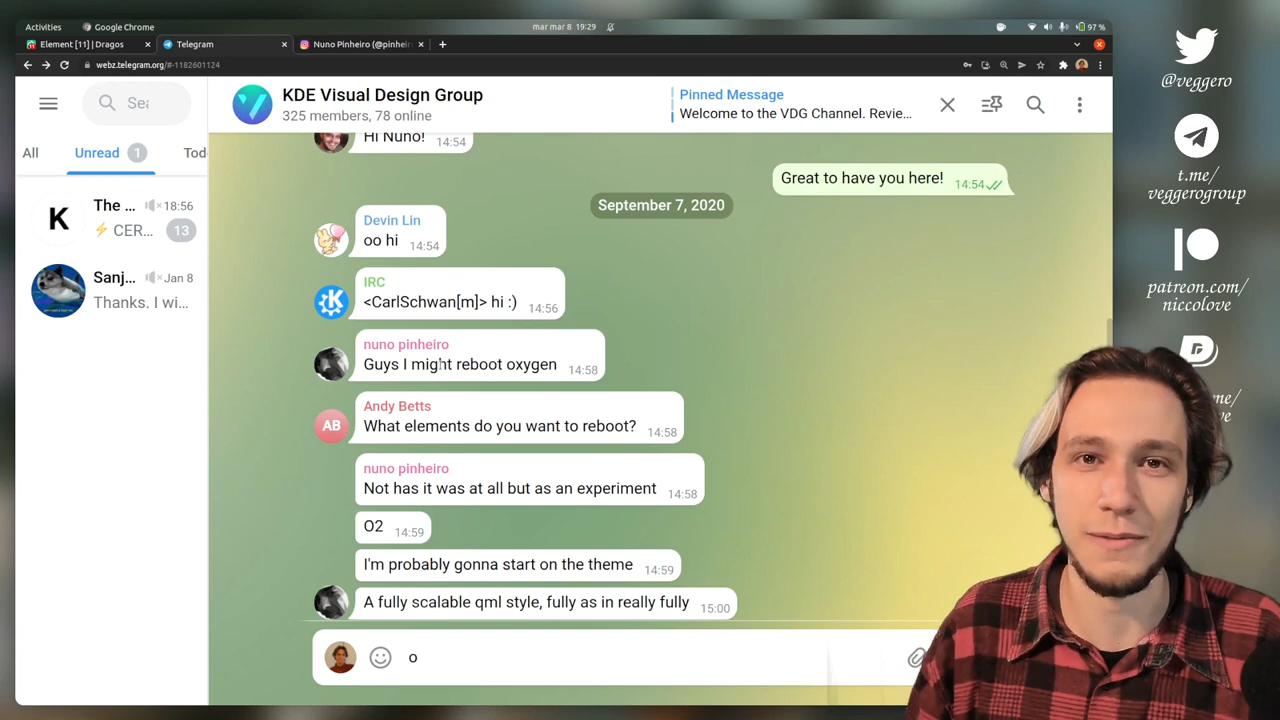 Activities
Google Chrome
mar mar 8 19:29
97 %
Element [11] | Dragos
Telegram
Nuno Pinheiro (@pinhei
webz.telegram.org/#-1182601124
Sea
KDE Visual Design Group
325 members, 78 online
Pinned Message
Welcome to the VDG Channel. Revie...
All
Unread 1
Tod
The ... 18:56
CER... 13
K
Sanj... Jan 8
Thanks. I wi...
Hi Nuno! 14:54
Great to have you here! 14:54
September 7, 2020
Devin Lin
oo hi 14:54
IRC
<CarlSchwan[m]> hi :) 14:56
nuno pinheiro
Guys I might reboot oxygen 14:58
Andy Betts
AB
What elements do you want to reboot? 14:58
nuno pinheiro
Not has it was at all but as an experiment 14:58
O2 14:59
I'm probably gonna start on the theme 14:59
A fully scalable qml style, fully as in really fully 15:00
o
@veggero
t.me/
veggerogroup
patreon.com/
niccolove
me/
ove